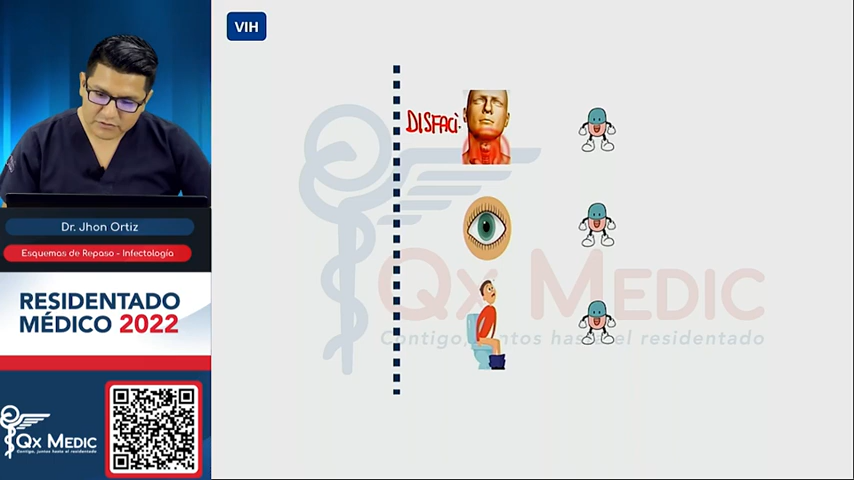 VIH
DISFACI.
Dr. Jhon Ortiz
Esquemas de Repaso - Infectología
RESIDENTADO
MÉDICO 2022
QX MEDIC
Contigo, juntos hasta el residentado
QX MEDIC
Contigo, juntos hasta el residentado